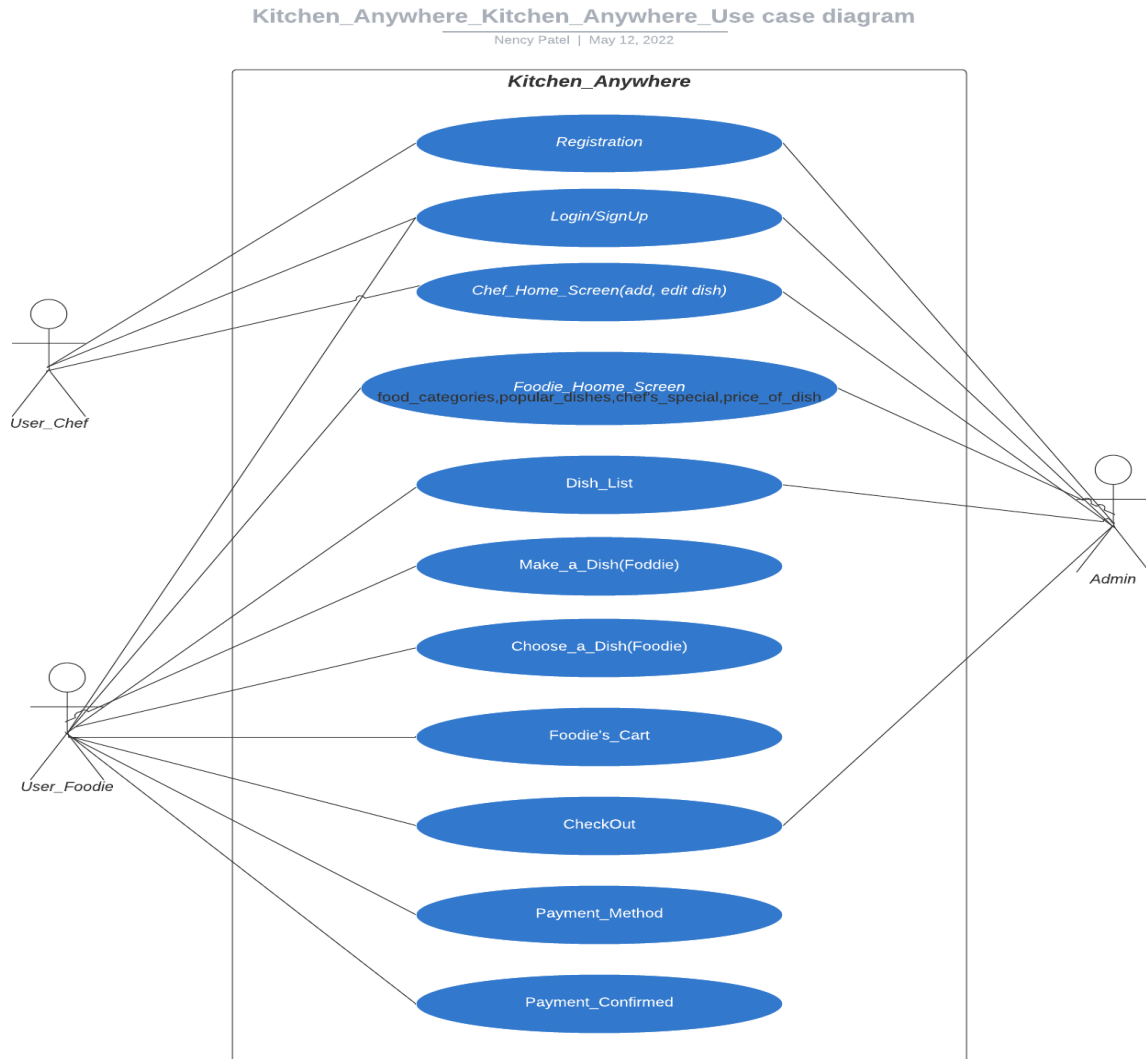 Kitchen_Anywhere_Kitchen_Anywhere_Use case diagram
Nency Patel | May 12, 2022
Kitchen_Anywhere
Registration
Login/SignUp
Chef_Home_Screen(add, edit dish)
User_Chef
Foodie_Hoome_Screen
food_categories,popular_dishes,chef's_special,price_of_dish
Dish_List
Make_a_Dish(Foddie)
Admin
Choose_a_Dish(Foodie)
Foodie's_Cart
User_Foodie
CheckOut
Payment_Method
Payment_Confirmed